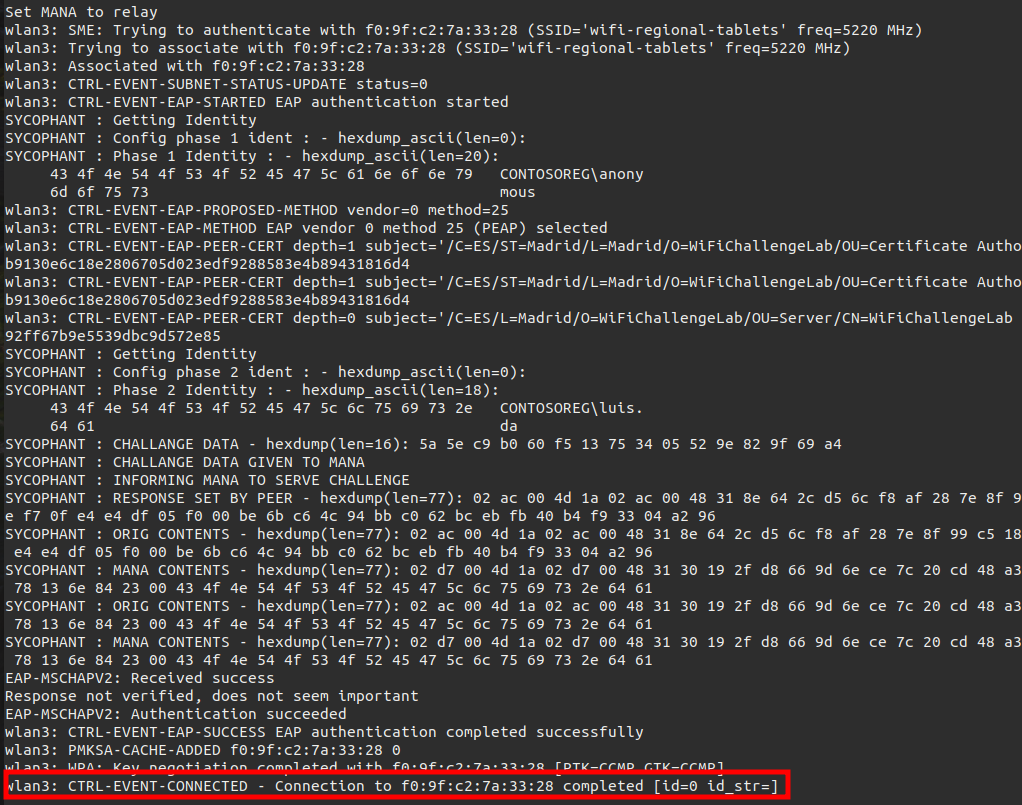 Set MANA to relay
wlan3: SME: Trying to authenticate with f0:9f:c2:7a:33:28 (SSID='wifi-regional-tablets' freq=5220 MHz)
wlan3: Trying to associate with f0:9f:c2:7a:33:28 (SSID='wifi-regional-tablets' freq=5220 MHz)
wlan3: Associated with f0:9f:c2:7a:33:28
wlan3: CTRL-EVENT-SUBNET-STATUS-UPDATE status=0
wlan3: CTRL-EVENT-EAP-STARTED EAP authentication started
SYCOPHANT : Getting Identity
SYCOPHANT : Config phase 1 ident : - hexdump_ascii(len=0):
SYCOPHANT : Phase 1 Identity : - hexdump_ascii(len=20):
43 4f 4e 54 4f 53 4f 52 45 47 5c 61 6e 6f 6e 79   CONTOSOREG\anony
6d 6f 75 73                                       mous
wlan3: CTRL-EVENT-EAP-PROPOSED-METHOD vendor=0 method=25
wlan3: CTRL-EVENT-EAP-METHOD EAP vendor 0 method 25 (PEAP) selected
wlan3: CTRL-EVENT-EAP-PEER-CERT depth=1 subject='/C=ES/ST=Madrid/L=Madrid/O=WiFiChallengeLab/OU=Certificate Autho
b9130e6c18e2806705d023edf9288583e4b89431816d4
wlan3: CTRL-EVENT-EAP-PEER-CERT depth=1 subject='/C=ES/ST=Madrid/L=Madrid/O=WiFiChallengeLab/OU=Certificate Autho
b9130e6c18e2806705d023edf9288583e4b89431816d4
wlan3: CTRL-EVENT-EAP-PEER-CERT depth=0 subject='/C=ES/L=Madrid/O=WiFiChallengeLab/OU=Server/CN=WiFiChallengeLab
92ff67b9e5539dbc9d572e85
SYCOPHANT : Getting Identity
SYCOPHANT : Config phase 2 ident : - hexdump_ascii(len=0):
SYCOPHANT : Phase 2 Identity : - hexdump_ascii(len=18):
43 4f 4e 54 4f 53 4f 52 45 47 5c 6c 75 69 73 2e   CONTOSOREG\luis.
64 61                                             da
SYCOPHANT : CHALLANGE DATA - hexdump(len=16): 5a 5e c9 b0 60 f5 13 75 34 05 52 9e 82 9f 69 a4
SYCOPHANT : CHALLANGE DATA GIVEN TO MANA
SYCOPHANT : INFORMING MANA TO SERVE CHALLENGE
SYCOPHANT : RESPONSE SET BY PEER - hexdump(len=77): 02 ac 00 4d 1a 02 ac 00 48 31 8e 64 2c d5 6c f8 af 28 7e 8f 9
e f7 0f e4 e4 df 05 f0 00 be 6b c6 4c 94 bb c0 62 bc eb fb 40 b4 f9 33 04 a2 96
SYCOPHANT : ORIG CONTENTS - hexdump(len=77): 02 ac 00 4d 1a 02 ac 00 48 31 8e 64 2c d5 6c f8 af 28 7e 8f 99 c5 18
e4 e4 df 05 f0 00 be 6b c6 4c 94 bb c0 62 bc eb fb 40 b4 f9 33 04 a2 96
SYCOPHANT : MANA CONTENTS - hexdump(len=77): 02 d7 00 4d 1a 02 d7 00 48 31 30 19 2f d8 66 9d 6e ce 7c 20 cd 48 a3
78 13 6e 84 23 00 43 4f 4e 54 4f 53 4f 52 45 47 5c 6c 75 69 73 2e 64 61
SYCOPHANT : ORIG CONTENTS - hexdump(len=77): 02 ac 00 4d 1a 02 ac 00 48 31 30 19 2f d8 66 9d 6e ce 7c 20 cd 48 a3
78 13 6e 84 23 00 43 4f 4e 54 4f 53 4f 52 45 47 5c 6c 75 69 73 2e 64 61
SYCOPHANT : MANA CONTENTS - hexdump(len=77): 02 d7 00 4d 1a 02 d7 00 48 31 30 19 2f d8 66 9d 6e ce 7c 20 cd 48 a3
78 13 6e 84 23 00 43 4f 4e 54 4f 53 4f 52 45 47 5c 6c 75 69 73 2e 64 61
EAP-MSCHAPV2: Received success
Response not verified, does not seem important
EAP-MSCHAPV2: Authentication succeeded
wlan3: CTRL-EVENT-EAP-SUCCESS EAP authentication completed successfully
wlan3: PMKSA-CACHE-ADDED f0:9f:c2:7a:33:28 0
wlan3: WPA: Key negotiation completed with f0:9f:c2:7a:33:28 [PTK=CCMP GTK=CCMP]
wlan3: CTRL-EVENT-CONNECTED - Connection to f0:9f:c2:7a:33:28 completed [id=0 id_str=]